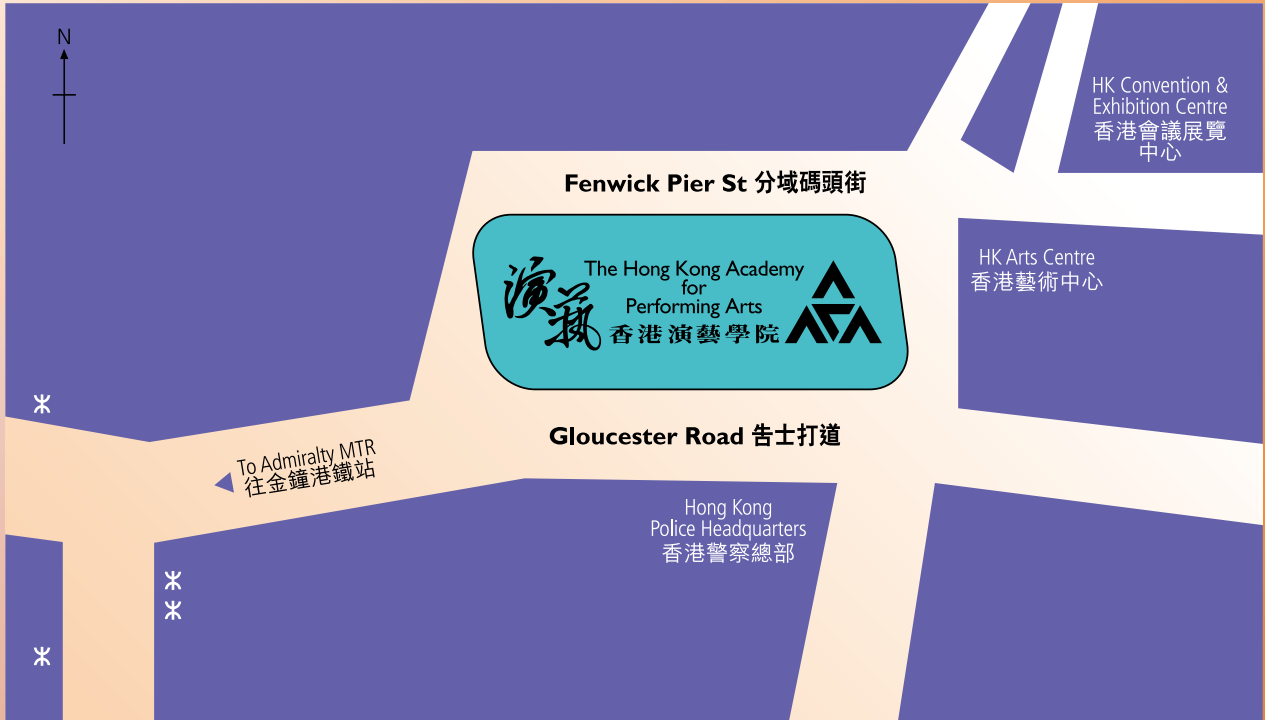 N
HK Convention &
Exhibition Centre
香港會議展覽
中心
Fenwick Pier St 分域碼頭街
HK Arts Centre
香港藝術中心
演藝
The Hong Kong Academy
for
Performing Arts
香港演藝學院
Gloucester Road 告士打道
To Admiralty MTR
往金鐘港鐵站
Hong Kong
Police Headquarters
香港警察總部